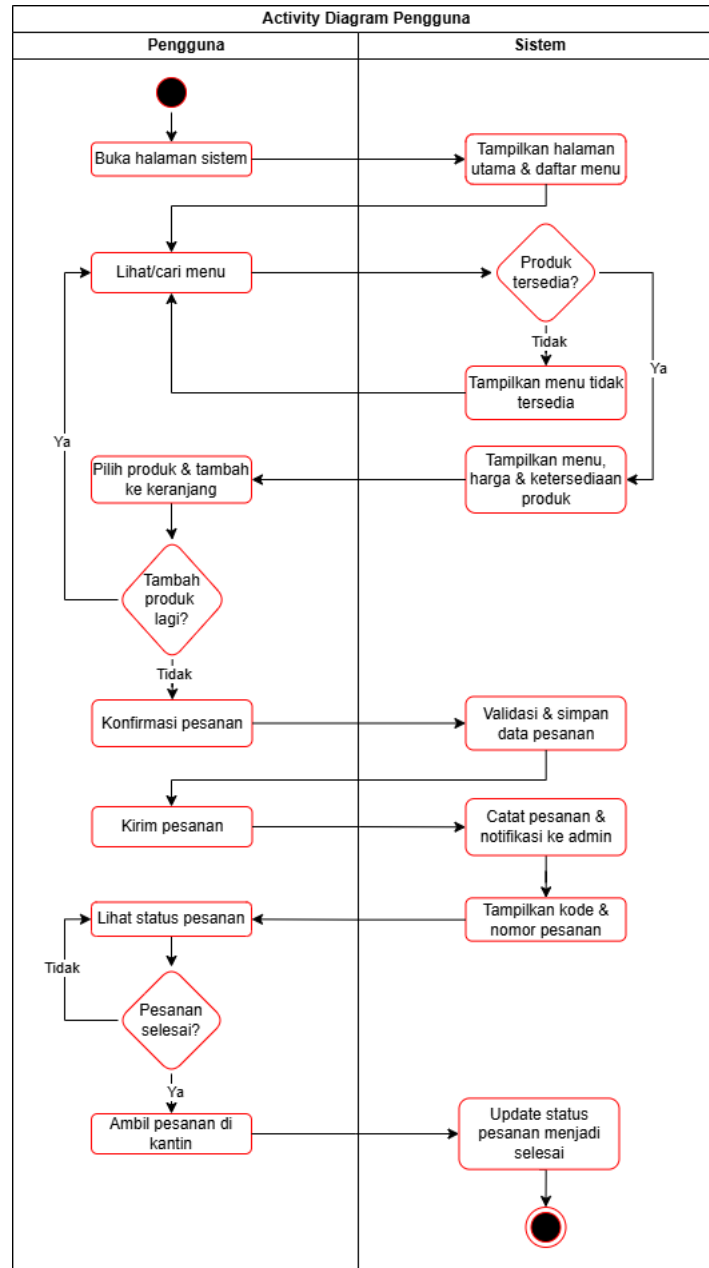 Activity Diagram Pengguna
Pengguna
Sistem
Buka halaman sistem
Tampilkan halaman
utama & daftar menu
Lihat/cari menu
Produk
tersedia?
Tidak
Ya
Tampilkan menu tidak
tersedia
Ya
Pilih produk & tambah
ke keranjang
Tampilkan menu,
harga & ketersediaan
produk
Tambah
produk
lagi?
Tidak
Konfirmasi pesanan
Validasi & simpan
data pesanan
Kirim pesanan
Catat pesanan &
notifikasi ke admin
Lihat status pesanan
Tampilkan kode &
nomor pesanan
Tidak
Pesanan
selesai?
Ya
Ambil pesanan di
kantin
Update status
pesanan menjadi
selesai